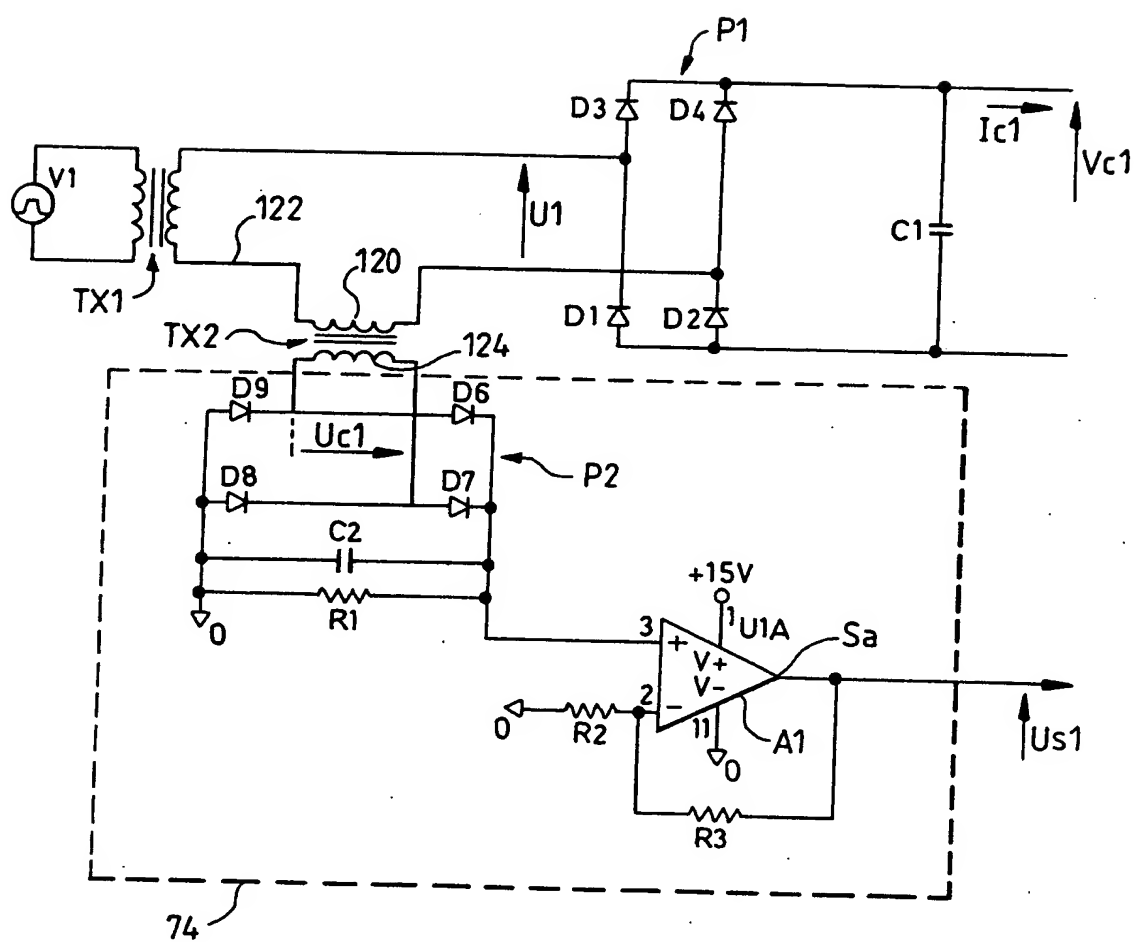 P1
D3
D4
Ic1
Vc1
V1
122
U1
C1
TX1
120
D1
D2
TX2
124
D9
D6
Uc1
P2
D8
D7
C2
R1
0
+15V
1
U1A
Sa
3
+
V+
V-
2
-
11
A1
0
R2
0
Us1
R3
74